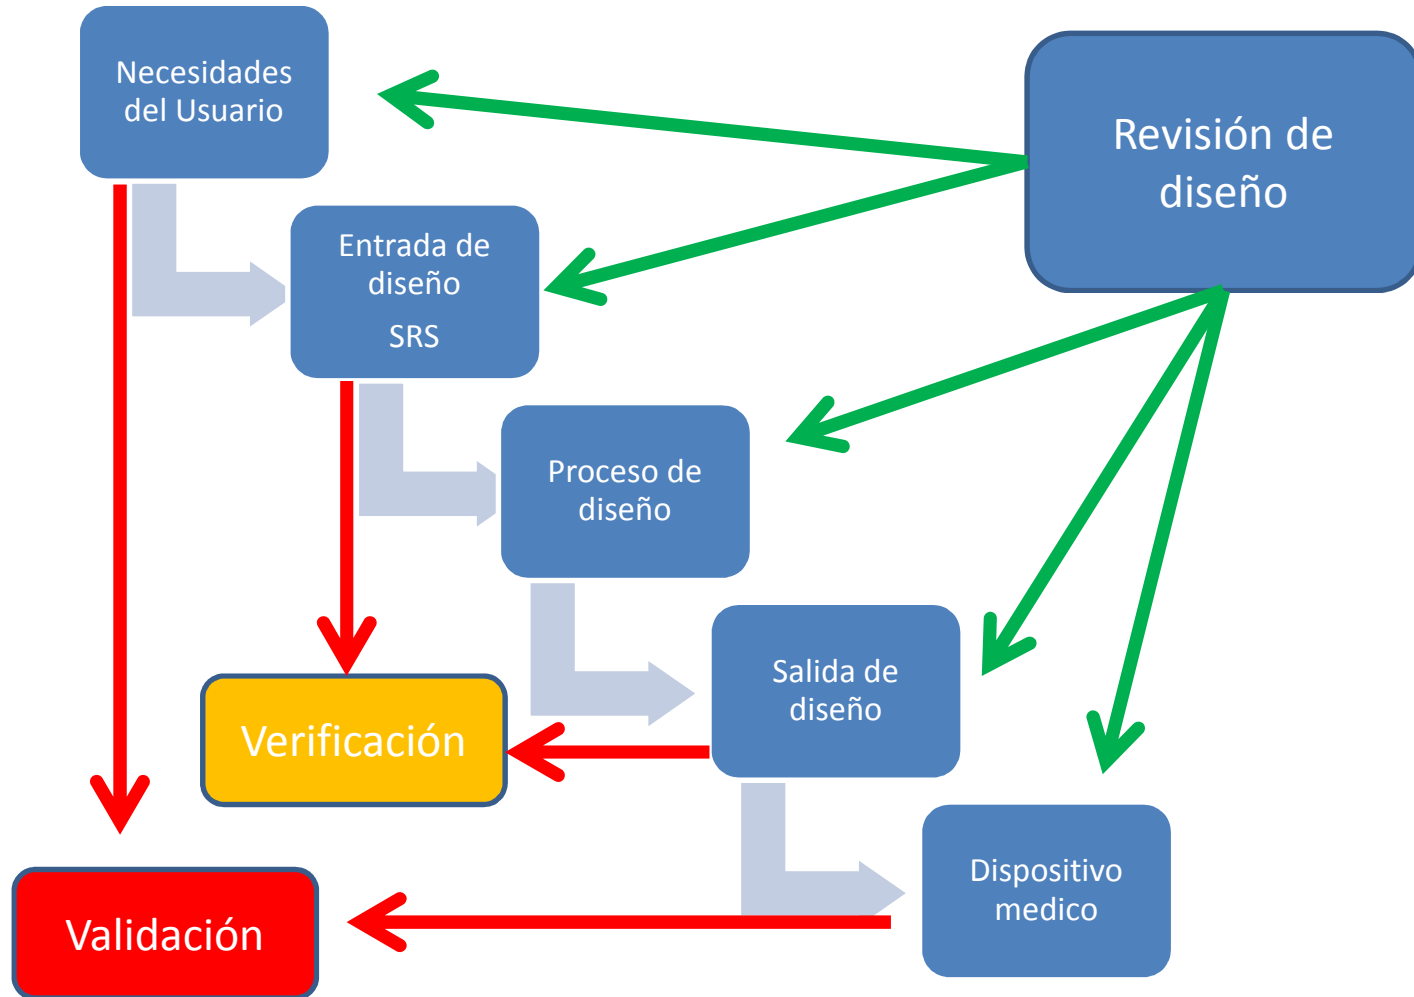 Necesidades
del Usuario
Revisión de
diseño
Entrada de
diseño
SRS
Proceso de
diseño
Salida de
diseño
Verificación
Dispositivo
medico
Validación